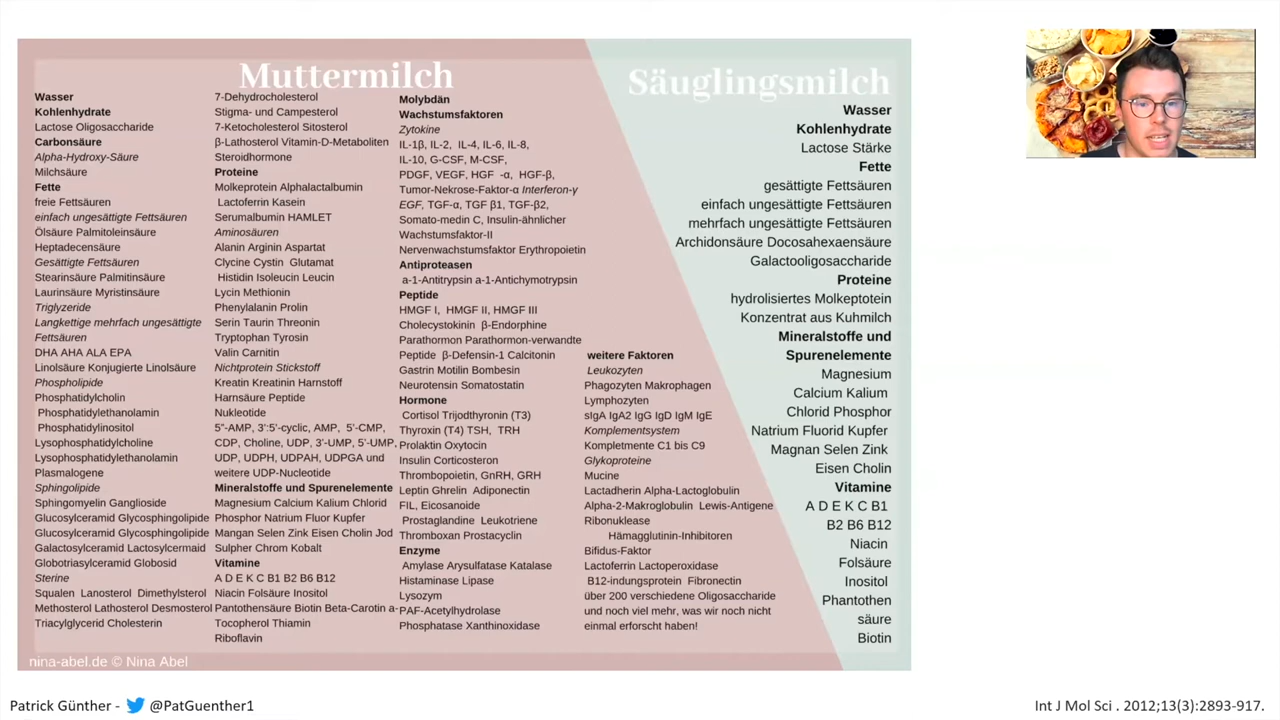 Muttermilch
Wasser
Kohlenhydrate
Lactose Oligosaccharide
Carbonsäure
Alpha-Hydroxy-Säure
Milchsäure
Fette
freie Fettsäuren
einfach ungesättigte Fettsäuren
Ölsäure Palmitoleinsäure
Heptadecensäure
Gesättigte Fettsäuren
Stearinsäure Palmitinsäure
Laurinsäure Myristinsäure
Triglyzeride
Langkettige mehrfach ungesättigte
Fettsäuren
DHA AHA ALA EPA
Linolsäure Konjugierte Linolsäure
Phospholipide
Phosphatidylcholin
Phosphatidylethanolamin
Phosphatidylinositol
Lysophosphatidylcholine
Lysophosphatidylethanolamin
Plasmalogene
Sphingolipide
Sphingomyelin Ganglioside
Glucosylceramid Glycosphingolipide
Glucosylceramid Glycosphingolipide
Galactosylceramid Lactosylcermaid
Globotriasylceramid Globosid
Sterine
Squalen Lanosterol Dimethylsterol
Methosterol Lathosterol Desmosterol
Triacylglycerid Cholesterin
7-Dehydrocholesterol
Stigma- und Campesterol
7-Ketocholesterol Sitosterol
β-Lathosterol Vitamin-D-Metaboliten
Steroidhormone
Proteine
Molkeprotein Alphalactalbumin
Lactoferrin Kasein
Serumalbumin HAMLET
Aminosäuren
Alanin Arginin Aspartat
Clycine Cystin Glutamat
Histidin Isoleucin Leucin
Lycin Methionin
Phenylalanin Prolin
Serin Taurin Threonin
Tryptophan Tyrosin
Valin Carnitin
Nichtprotein Stickstoff
Kreatin Kreatinin Harnstoff
Harnsäure Peptide
Nukleotide
5"-AMP, 3':5'-cyclic, AMP, 5'-CMP,
CDP, Choline, UDP, 3'-UMP, 5'-UMP,
UDP, UDPH, UDPAH, UDPGA und
weitere UDP-Nucleotide
Mineralstoffe und Spurenelemente
Magnesium Calcium Kalium Chlorid
Phosphor Natrium Fluor Kupfer
Mangan Selen Zink Eisen Cholin Jod
Sulpher Chrom Kobalt
Vitamine
A D E K C B1 B2 B6 B12
Niacin Folsäure Inositol
Pantothensäure Biotin Beta-Carotin a-
Tocopherol Thiamin
Riboflavin
Molybdän
Wachstumsfaktoren
Zytokine
IL-1β, IL-2, IL-4, IL-6, IL-8,
IL-10, G-CSF, M-CSF,
PDGF, VEGF, HGF -α, HGF-β,
Tumor-Nekrose-Faktor-α Interferon-γ
EGF, TGF-α, TGF β1, TGF-β2,
Somato-medin C, Insulin-ähnlicher
Wachstumsfaktor-II
Nervenwachstumsfaktor Erythropoietin
Antiproteasen
a-1-Antitrypsin a-1-Antichymotrypsin
Peptide
HMGF I, HMGF II, HMGF III
Cholecystokinin β-Endorphine
Parathormon Parathormon-verwandte
Peptide β-Defensin-1 Calcitonin
Gastrin Motilin Bombesin
Neurotensin Somatostatin
Hormone
Cortisol Trijodthyronin (T3)
Thyroxin (T4) TSH, TRH
Prolaktin Oxytocin
Insulin Corticosteron
Thrombopoietin, GnRH, GRH
Leptin Ghrelin Adiponectin
FIL, Eicosanoide
Prostaglandine Leukotriene
Thromboxan Prostacyclin
Enzyme
Amylase Arysulfatase Katalase
Histaminase Lipase
Lysozym
PAF-Acetylhydrolase
Phosphatase Xanthinoxidase
weitere Faktoren
Leukozyten
Phagozyten Makrophagen
Lymphozyten
sIgA IgA2 IgG IgD IgM IgE
Komplementsystem
Kompletmente C1 bis C9
Glykoproteine
Mucine
Lactadherin Alpha-Lactoglobulin
Alpha-2-Makroglobulin Lewis-Antigene
Ribonuklease
Hämagglutinin-Inhibitoren
Bifidus-Faktor
Lactoferrin Lactoperoxidase
B12-indungsprotein Fibronectin
über 200 verschiedene Oligosaccharide
und noch viel mehr, was wir noch nicht
einmal erforscht haben!
Säuglingsmilch
Wasser
Kohlenhydrate
Lactose Stärke
Fette
gesättigte Fettsäuren
einfach ungesättigte Fettsäuren
mehrfach ungesättigte Fettsäuren
Archidonsäure Docosahexaensäure
Galactooligosaccharide
Proteine
hydrolisiertes Molkeptotein
Konzentrat aus Kuhmilch
Mineralstoffe und
Spurenelemente
Magnesium
Calcium Kalium
Chlorid Phosphor
Natrium Fluorid Kupfer
Magnan Selen Zink
Eisen Cholin
Vitamine
A D E K C B1
B2 B6 B12
Niacin
Folsäure
Inositol
Phantothen
säure
Biotin
nina-abel.de © Nina Abel
Patrick Günther - @PatGuenther1
Int J Mol Sci . 2012;13(3):2893-917.